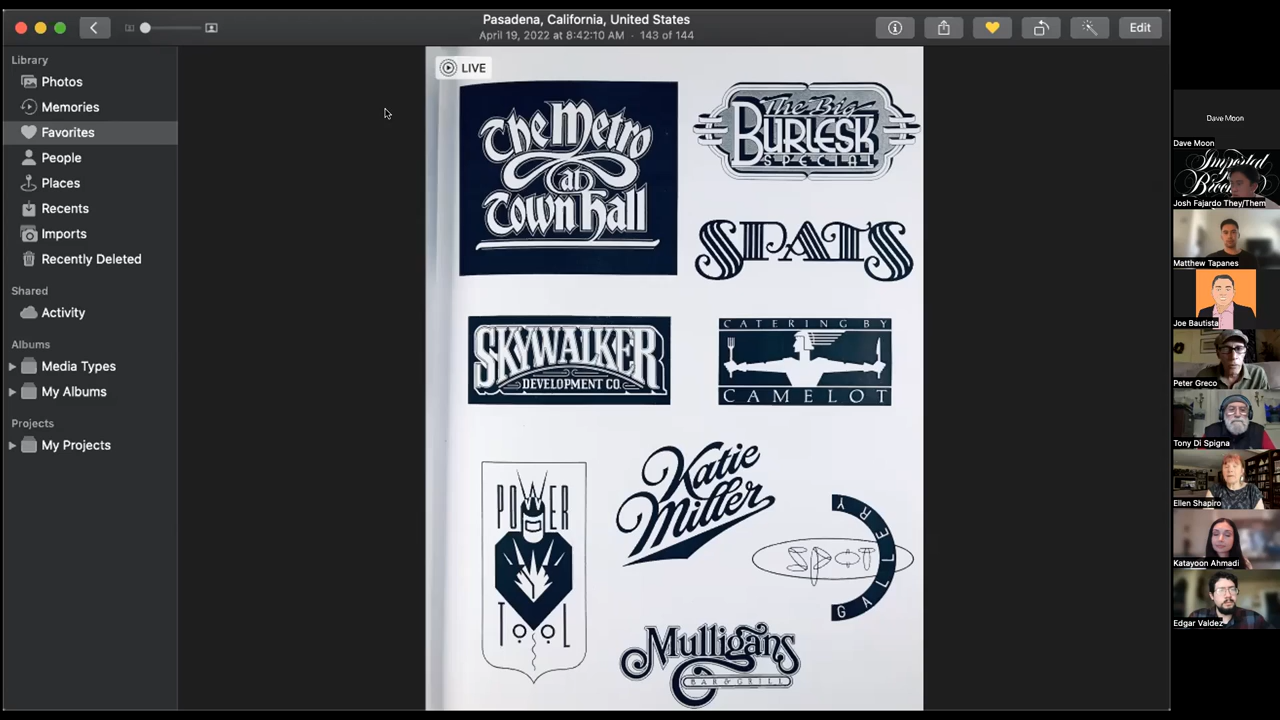 Pasadena, California, United States
April 19, 2022 at 8:42:10 AM · 143 of 144
Edit
Library
Photos
Memories
Favorites
People
Places
Recents
Imports
Recently Deleted
Shared
Activity
Albums
Media Types
My Albums
Projects
My Projects
LIVE
The Metro
at
Town Hall
The Big
BURLESK
SPECIAL
SPATS
SKYWALKER
DEVELOPMENT CO.
CATERING BY
CAMELOT
POWER
TOOL
Katie
Miller
SPOT
GALLERY
Mulligans
BAR & GRILL
Dave Moon
Dave Moon
Imported
Josh Fajardo They/Them
Matthew Tapanes
Joe Bautista
Peter Greco
Tony Di Spigna
Ellen Shapiro
Katayoon Ahmadi
Edgar Valdez